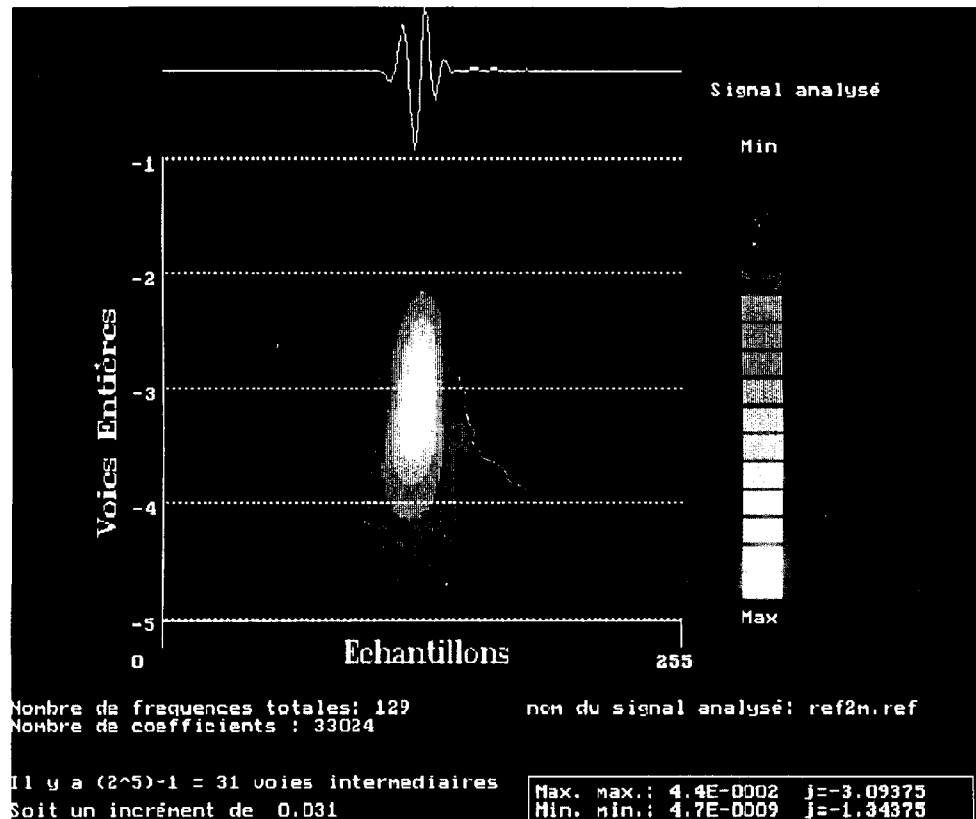 Signal analysé
Min
-1
-2
-3
-4
-5
Voies Entières
0
Echantillons
255
Max
Nombre de frequences totales: 129
nom du signal analysé: ref2m.ref
Nombre de coefficients : 33024
Il y a (2^5)-1 = 31 voies intermediaires
Soit un incrément de 0.031
Max. max.: 4.4E-0002 j=-3.09375
Min. min.: 4.7E-0009 j=-1.34375